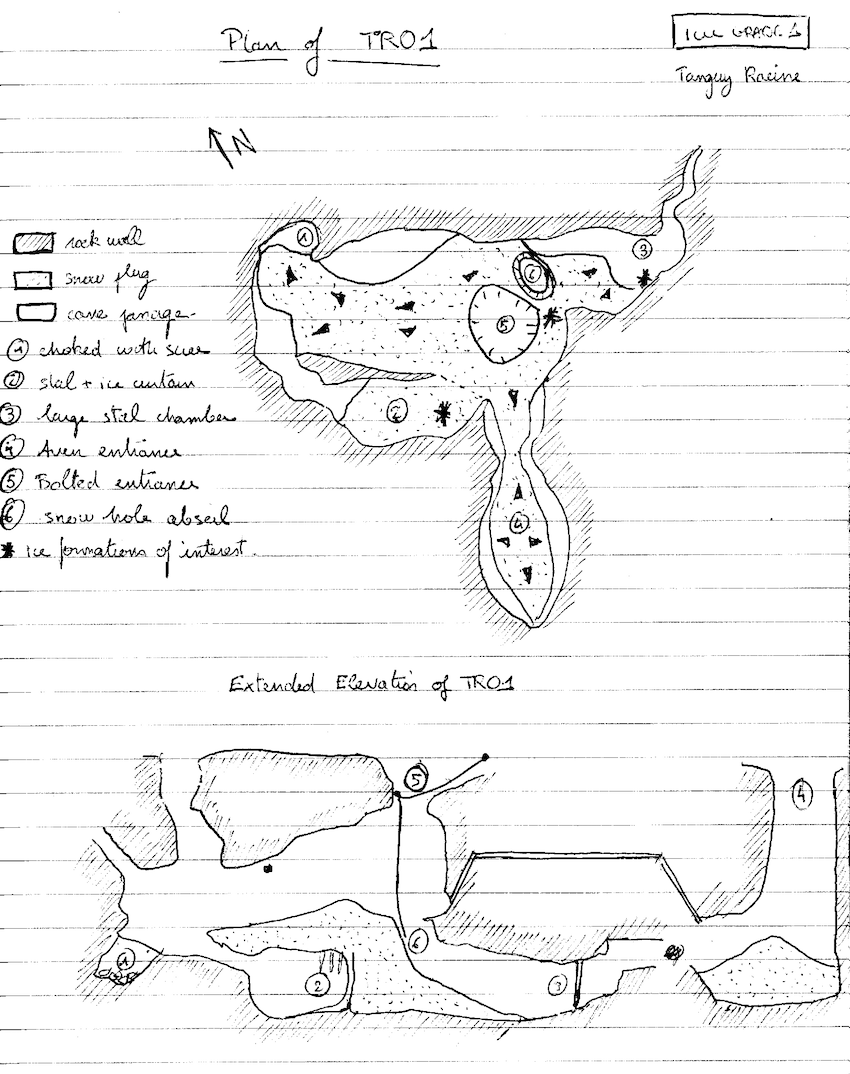 Plan of TRO1
ICCC GRADE 1
Tanguy Racine
N
rock wall
snow plug
cave passage
1 choked with scree
2 stal + ice curtain
3 large stal chamber
4 Aven entrance
5 Bolted entrance
6 snow hole abseil
* ice formations of interest.
1
6
3
5
2
4
Extended Elevation of TRO1
5
4
6
1
2
3